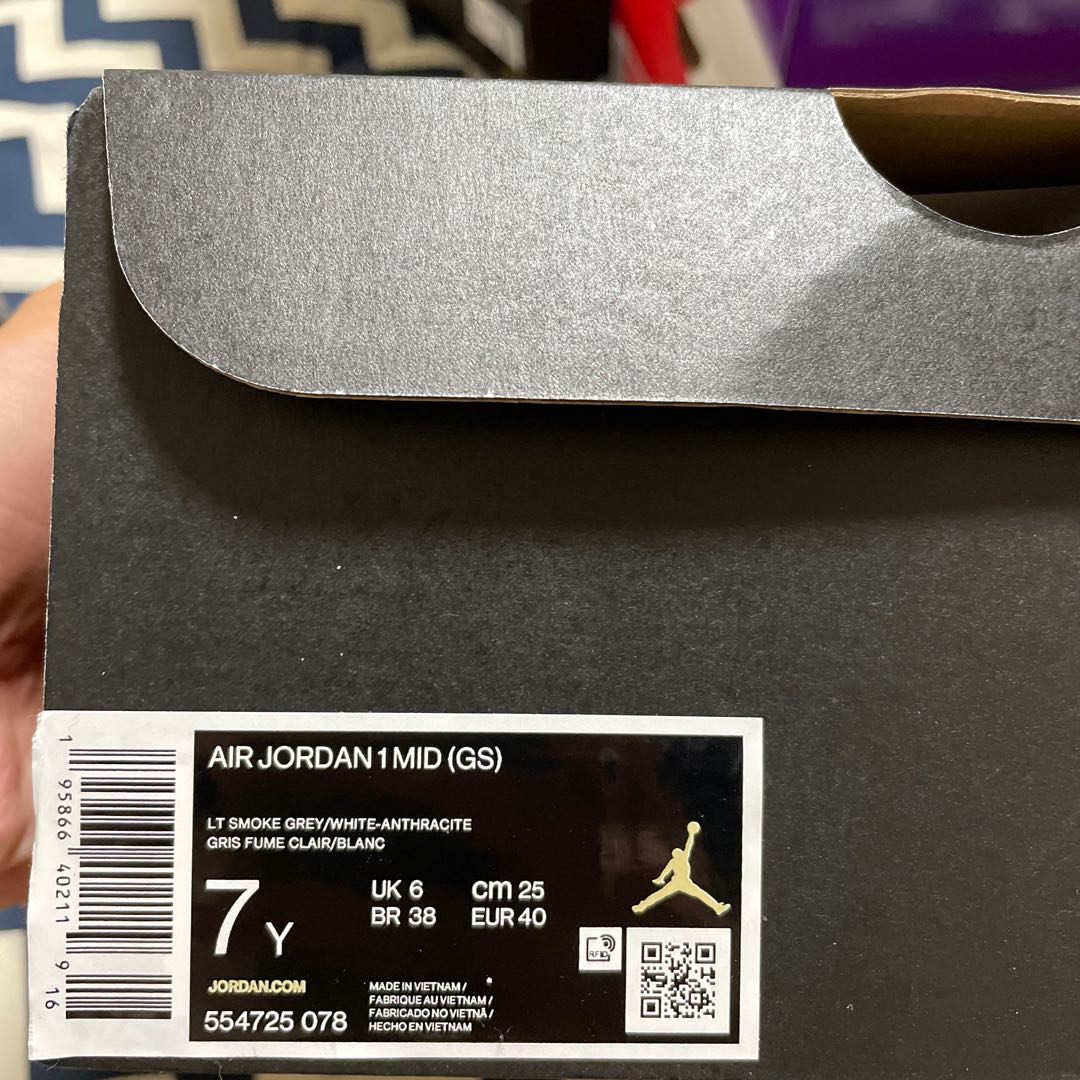 AIR JORDAN 1 MID (GS)
LT SMOKE GREY/WHITE-ANTHRACITE
GRIS FUME CLAIR/BLANC
7 Y
UK 6 cm 25
BR 38 EUR 40
RFID
JORDAN.COM
554725 078
MADE IN VIETNAM /
FABRIQUE AU VIETNAM /
FABRICADO NO VIETNÃ /
HECHO EN VIETNAM
1 95866 40211 9 16